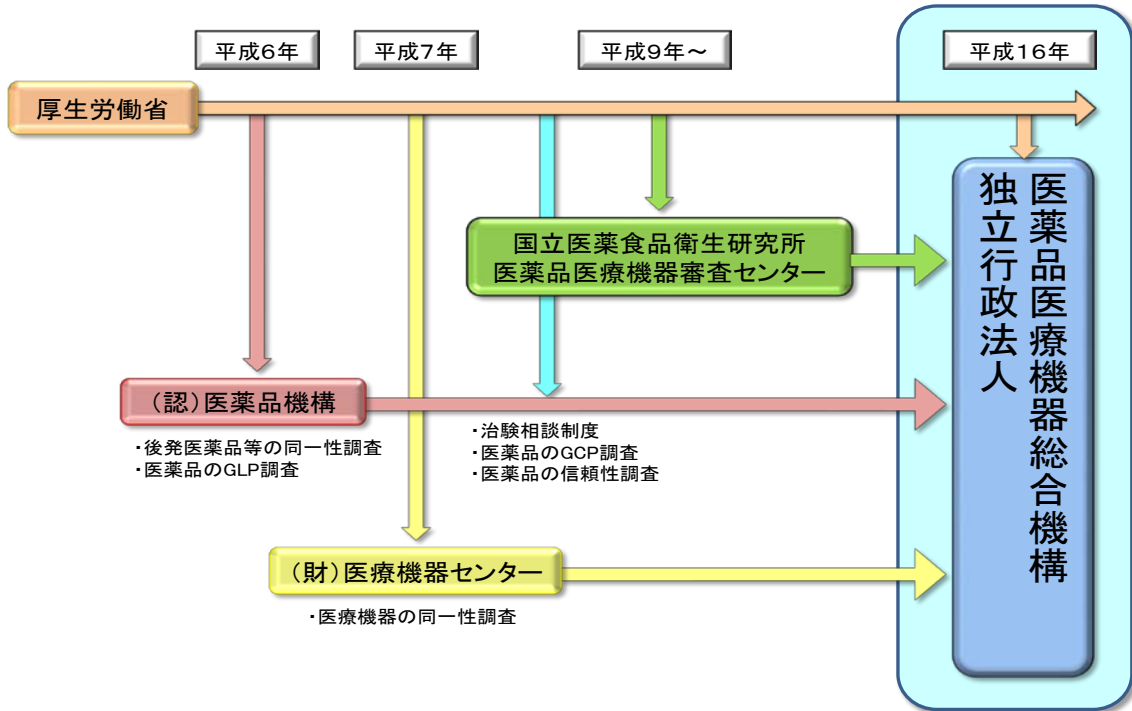 平成6年
平成7年
平成9年～
平成16年
厚生労働省
国立医薬食品衛生研究所
医薬品医療機器審査センター
（認）医薬品機構
・後発医薬品等の同一性調査
・医薬品のGLP調査
・治験相談制度
・医薬品のGCP調査
・医薬品の信頼性調査
（財）医療機器センター
・医療機器の同一性調査
独立行政法人
医薬品医療機器総合機構